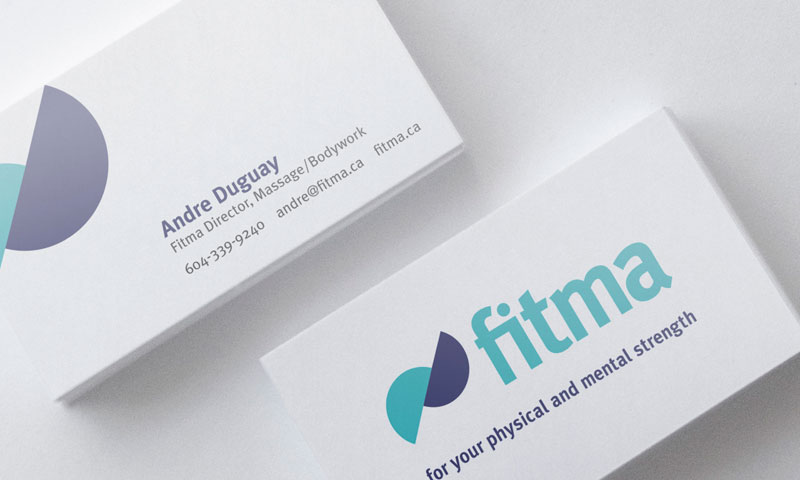 Andre Duguay
Fitma Director, Massage/Bodywork
604-339-9240 andre@fitma.ca fitma.ca
fitma
for your physical and mental strength